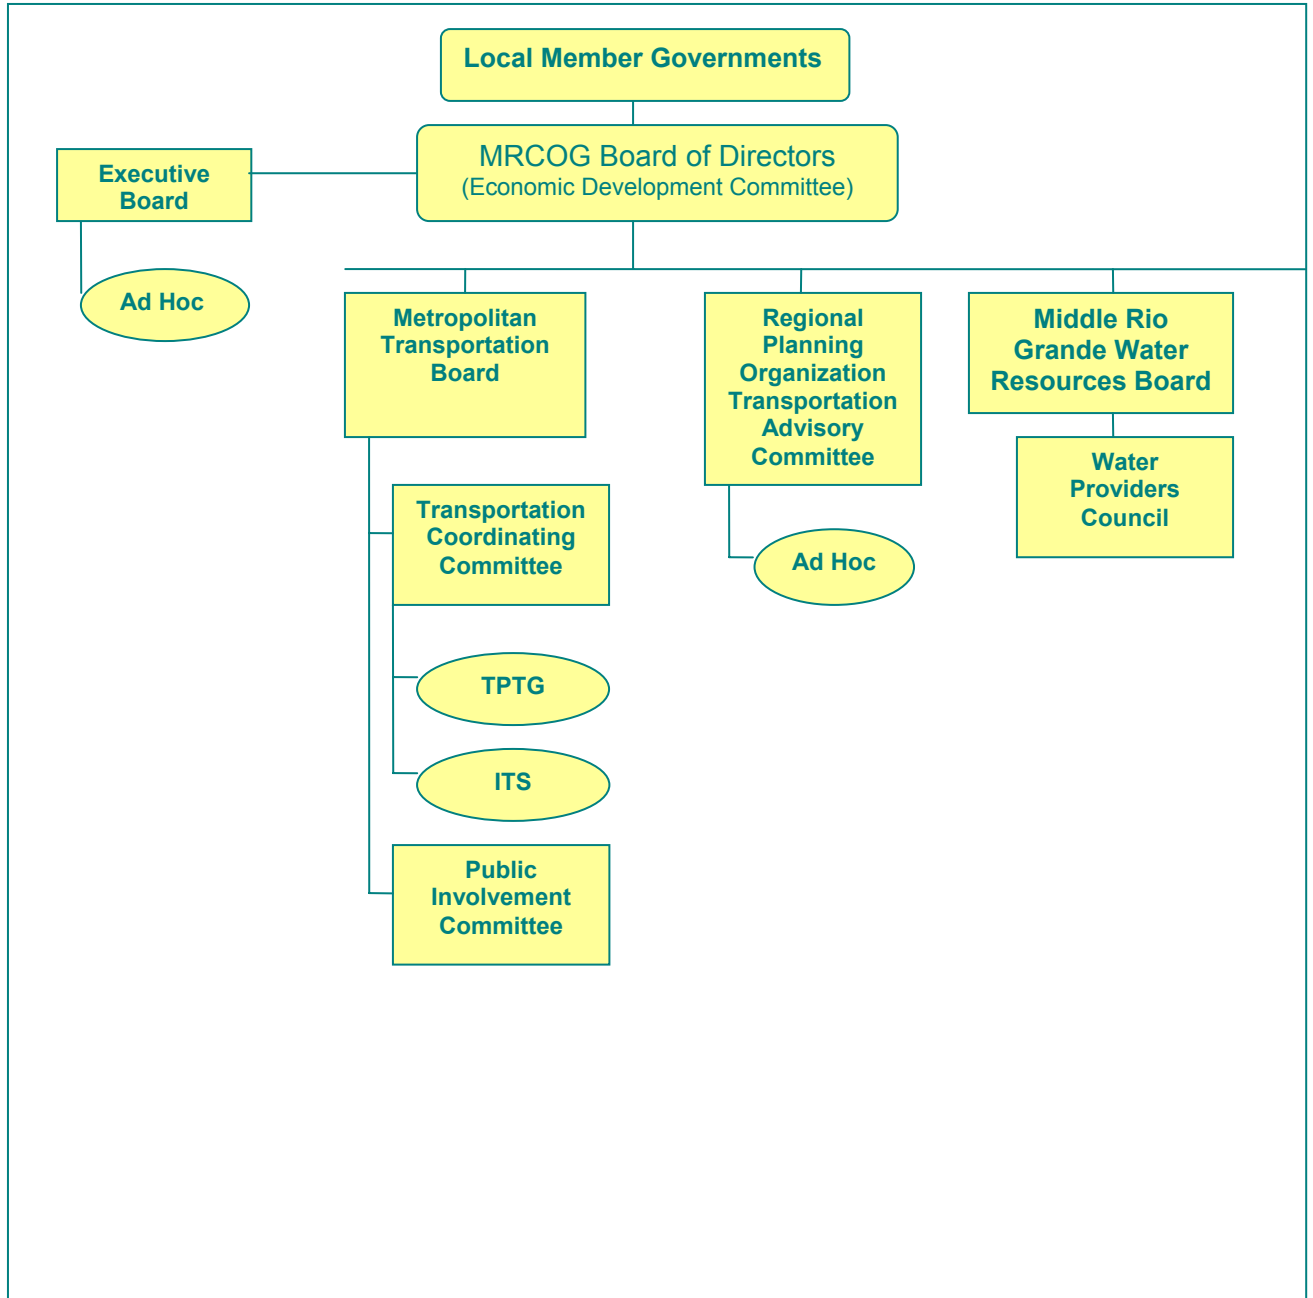 Local Member Governments
MRCOG Board of Directors
(Economic Development Committee)
Executive
Board
Ad Hoc
Metropolitan
Transportation
Board
Regional
Planning
Organization
Transportation
Advisory
Committee
Middle Rio
Grande Water
Resources Board
Water
Providers
Council
Transportation
Coordinating
Committee
Ad Hoc
TPTG
ITS
Public
Involvement
Committee